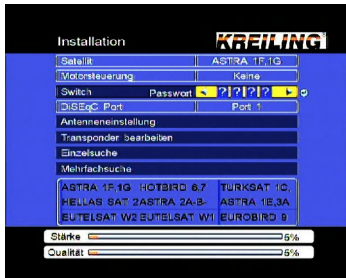 Installation KREILING
Satellit ASTRA 1F,1G
Motorsteuerung Keine
Switch Passwort ?|?|?|?
DiSEqC Port Port 1
Antenneneinstellung
Transponder bearbeiten
Einzelsuche
Mehrfachsuche
ASTRA 1F,1G HOTBIRD 6,7 TURKSAT 1C,
HELLAS SAT 2 ASTRA 2A-B- ASTRA 1E,3A
EUTELSAT W2 EUTELSAT W1 EUROBIRD 9
Stärke 5%
Qualität 5%